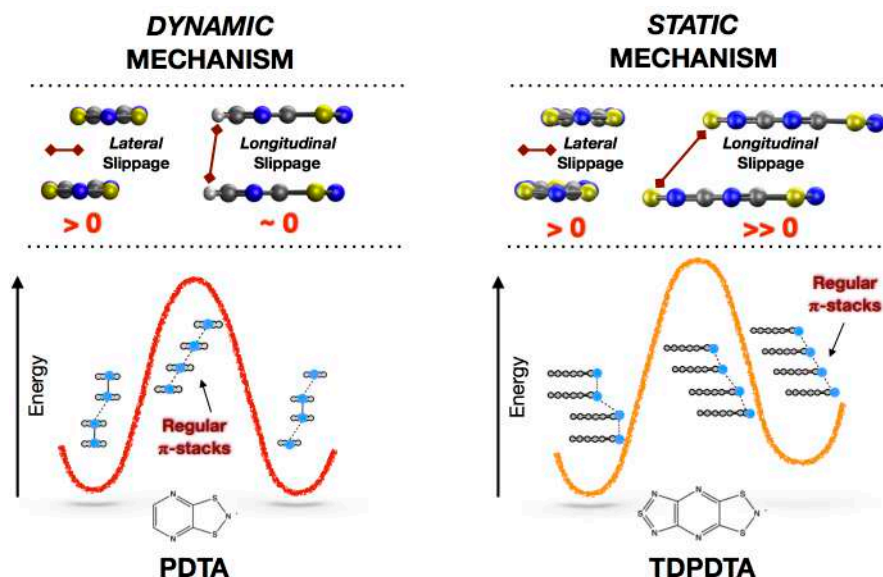 DYNAMIC
MECHANISM
Lateral
Slippage
Longitudinal
Slippage
> 0
~ 0
Energy
Regular
π-stacks
N
S
N·
N
S
PDTA
STATIC
MECHANISM
Lateral
Slippage
Longitudinal
Slippage
> 0
>> 0
Energy
Regular
π-stacks
N
N
S
S
N·
N
N
S
TDPDTA